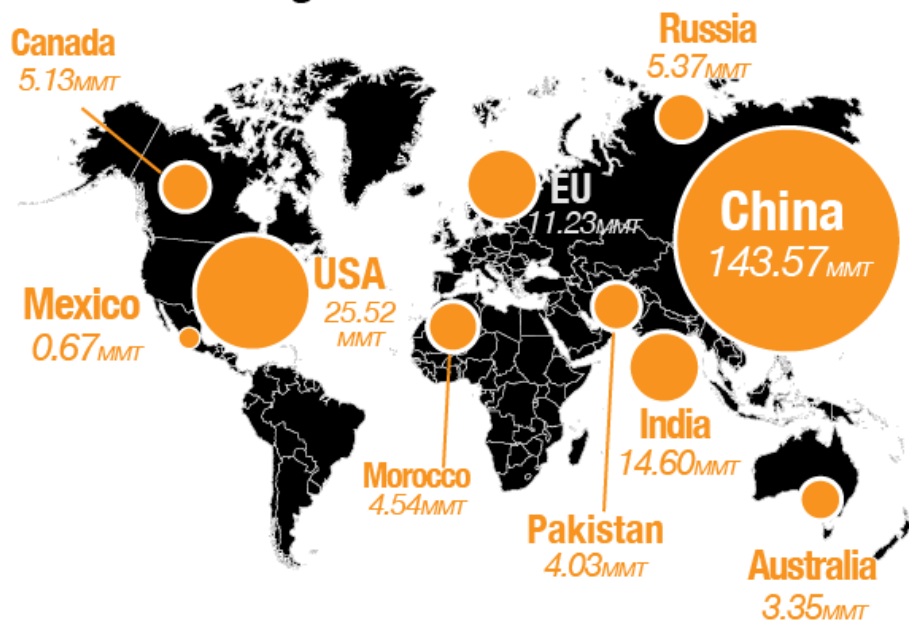 Canada
5.13MMT
Russia
5.37MMT
EU
11.23MMT
China
143.57MMT
USA
25.52
MMT
Mexico
0.67MMT
Morocco
4.54MMT
India
14.60MMT
Pakistan
4.03MMT
Australia
3.35MMT